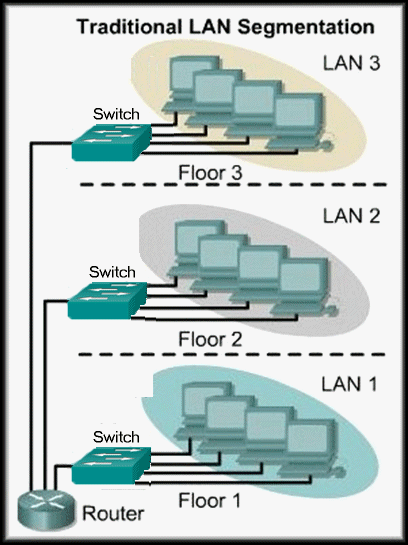 Traditional LAN Segmentation
LAN 3
Switch
Floor 3
LAN 2
Switch
Floor 2
LAN 1
Switch
Floor 1
Router